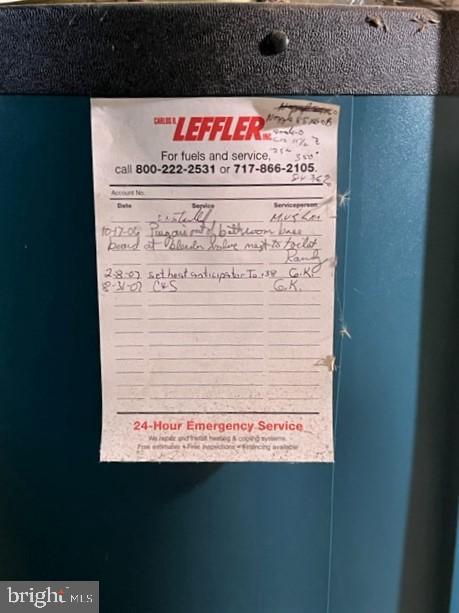 CARLOS R. LEFFLER INC.
For fuels and service,
call 800-222-2531 or 717-866-2105.
Account No.
Date Service Serviceperson
10-17-06 Purge air out of bathroom base
board at bleeder valve next to toilet
Randy
2-8-07 set heat anticipator To .38 G.K.
8-31-07 C&S G.K.
24-Hour Emergency Service
We repair and install heating & cooling systems.
Free estimates • Free inspections • Financing available
bright MLS